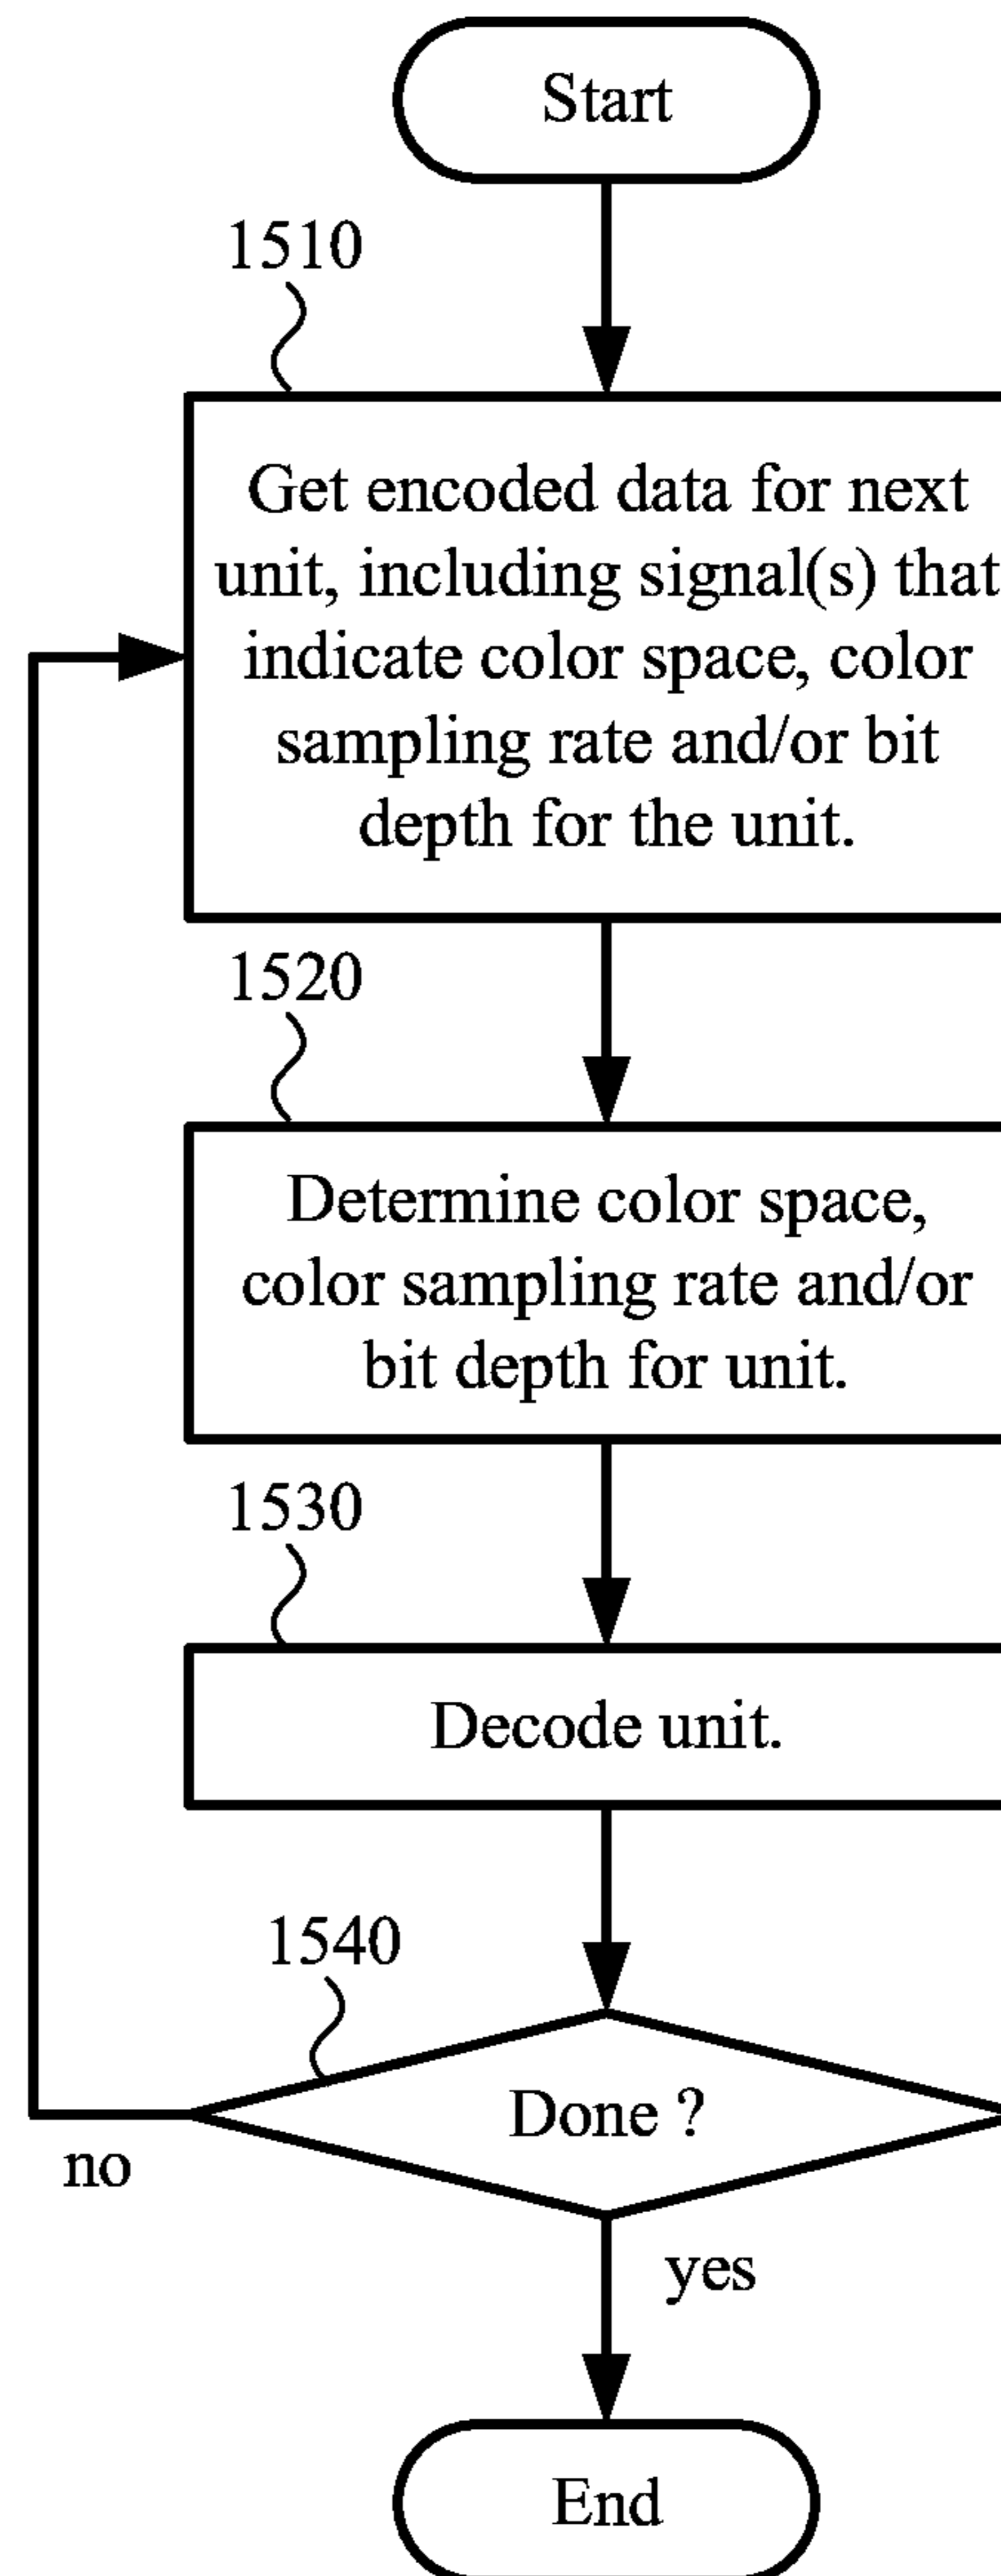 Start
1510
Get encoded data for next
unit, including signal(s) that
indicate color space, color
sampling rate and/or bit
depth for the unit.
1520
Determine color space,
color sampling rate and/or
bit depth for unit.
1530
Decode unit.
1540
Done ?
no
yes
End